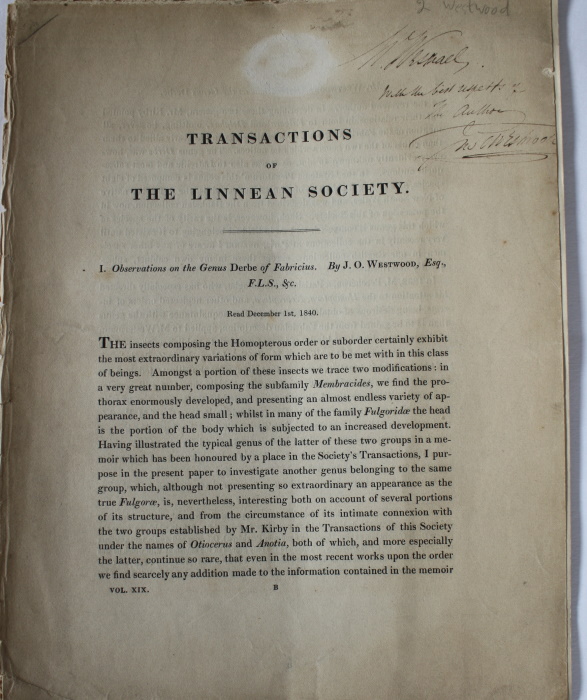 2 Westwood
With the best respects of
The Author
TRANSACTIONS
OF
THE LINNEAN SOCIETY.
I. Observations on the Genus Derbe of Fabricius. By J. O. WESTWOOD, Esq.,
F.L.S., &c.
Read December 1st, 1840.
THE insects composing the Homopterous order or suborder certainly exhibit
the most extraordinary variations of form which are to be met with in this class
of beings. Amongst a portion of these insects we trace two modifications: in
a very great number, composing the subfamily Membracides, we find the pro-
thorax enormously developed, and presenting an almost endless variety of ap-
pearance, and the head small; whilst in many of the family Fulgoridæ the head
is the portion of the body which is subjected to an increased development.
Having illustrated the typical genus of the latter of these two groups in a me-
moir which has been honoured by a place in the Society's Transactions, I pur-
pose in the present paper to investigate another genus belonging to the same
group, which, although not presenting so extraordinary an appearance as the
true Fulgoræ, is, nevertheless, interesting both on account of several portions
of its structure, and from the circumstance of its intimate connexion with
the two groups established by Mr. Kirby in the Transactions of this Society
under the names of Otiocerus and Anotia, both of which, and more especially
the latter, continue so rare, that even in the most recent works upon the order
we find scarcely any addition made to the information contained in the memoir
VOL. XIX. B